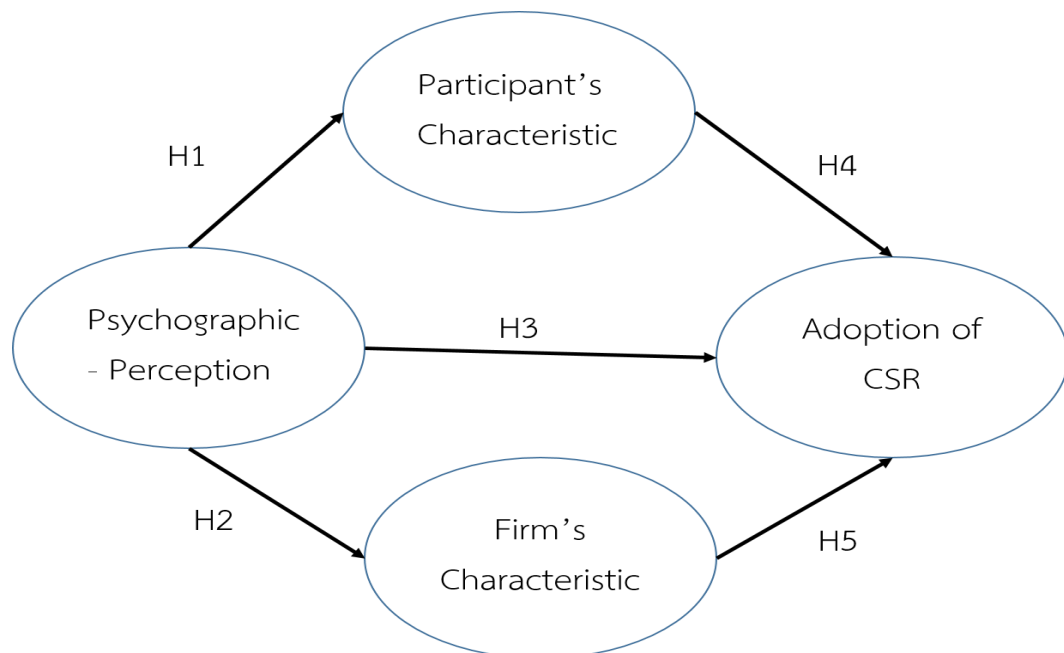 Participant’s
Characteristic
H1
H4
Psychographic
- Perception
H3
Adoption of
CSR
H2
Firm’s
Characteristic
H5